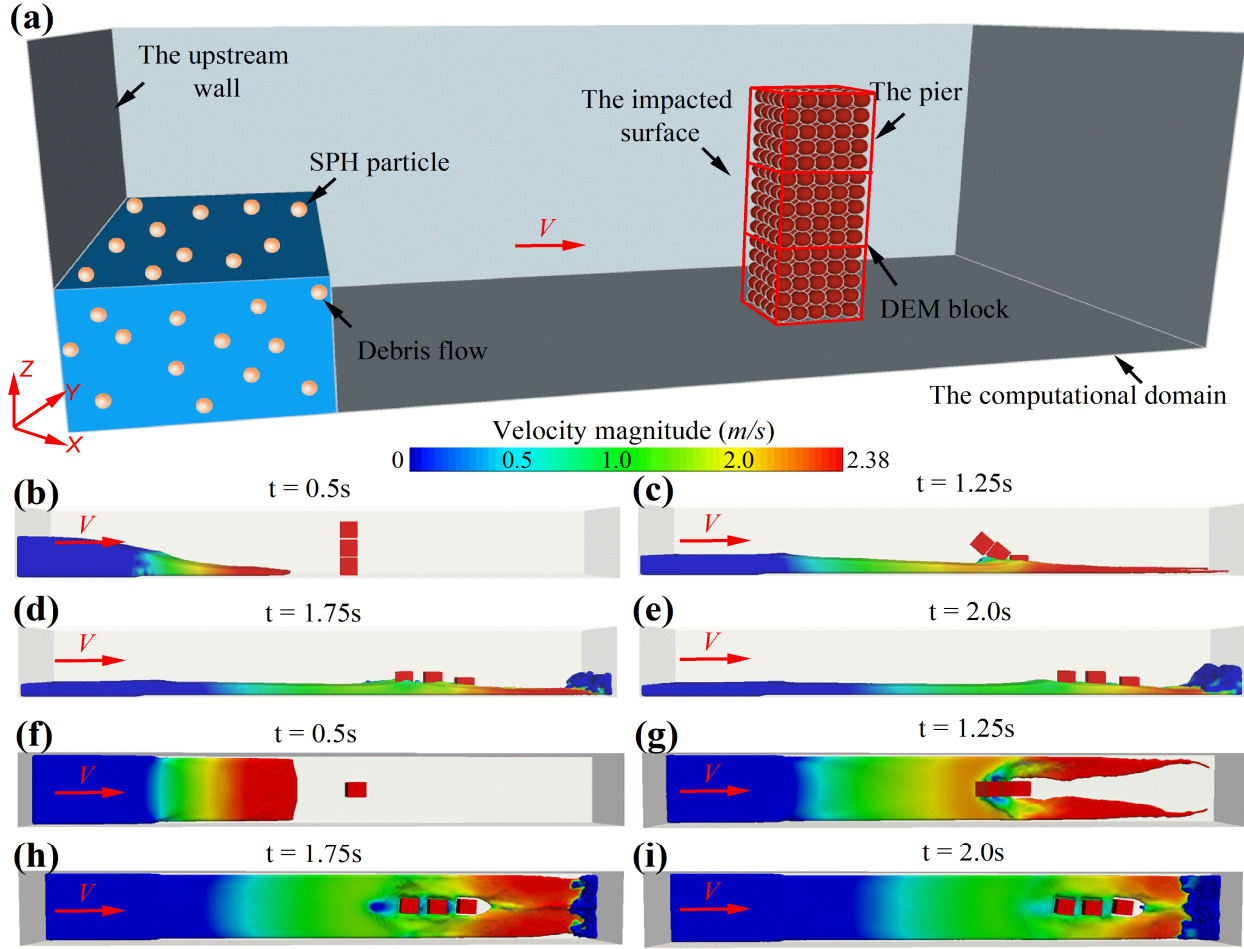 (a)
The upstream
wall
SPH particle
The impacted
surface
The pier
V
DEM block
Debris flow
The computational domain
Z
Y
X
Velocity magnitude (m/s)
0 0.5 1.0 2.0 2.38
(b) t = 0.5s
V
(c) t = 1.25s
V
(d) t = 1.75s
V
(e) t = 2.0s
V
(f) t = 0.5s
V
(g) t = 1.25s
V
(h) t = 1.75s
V
(i) t = 2.0s
V